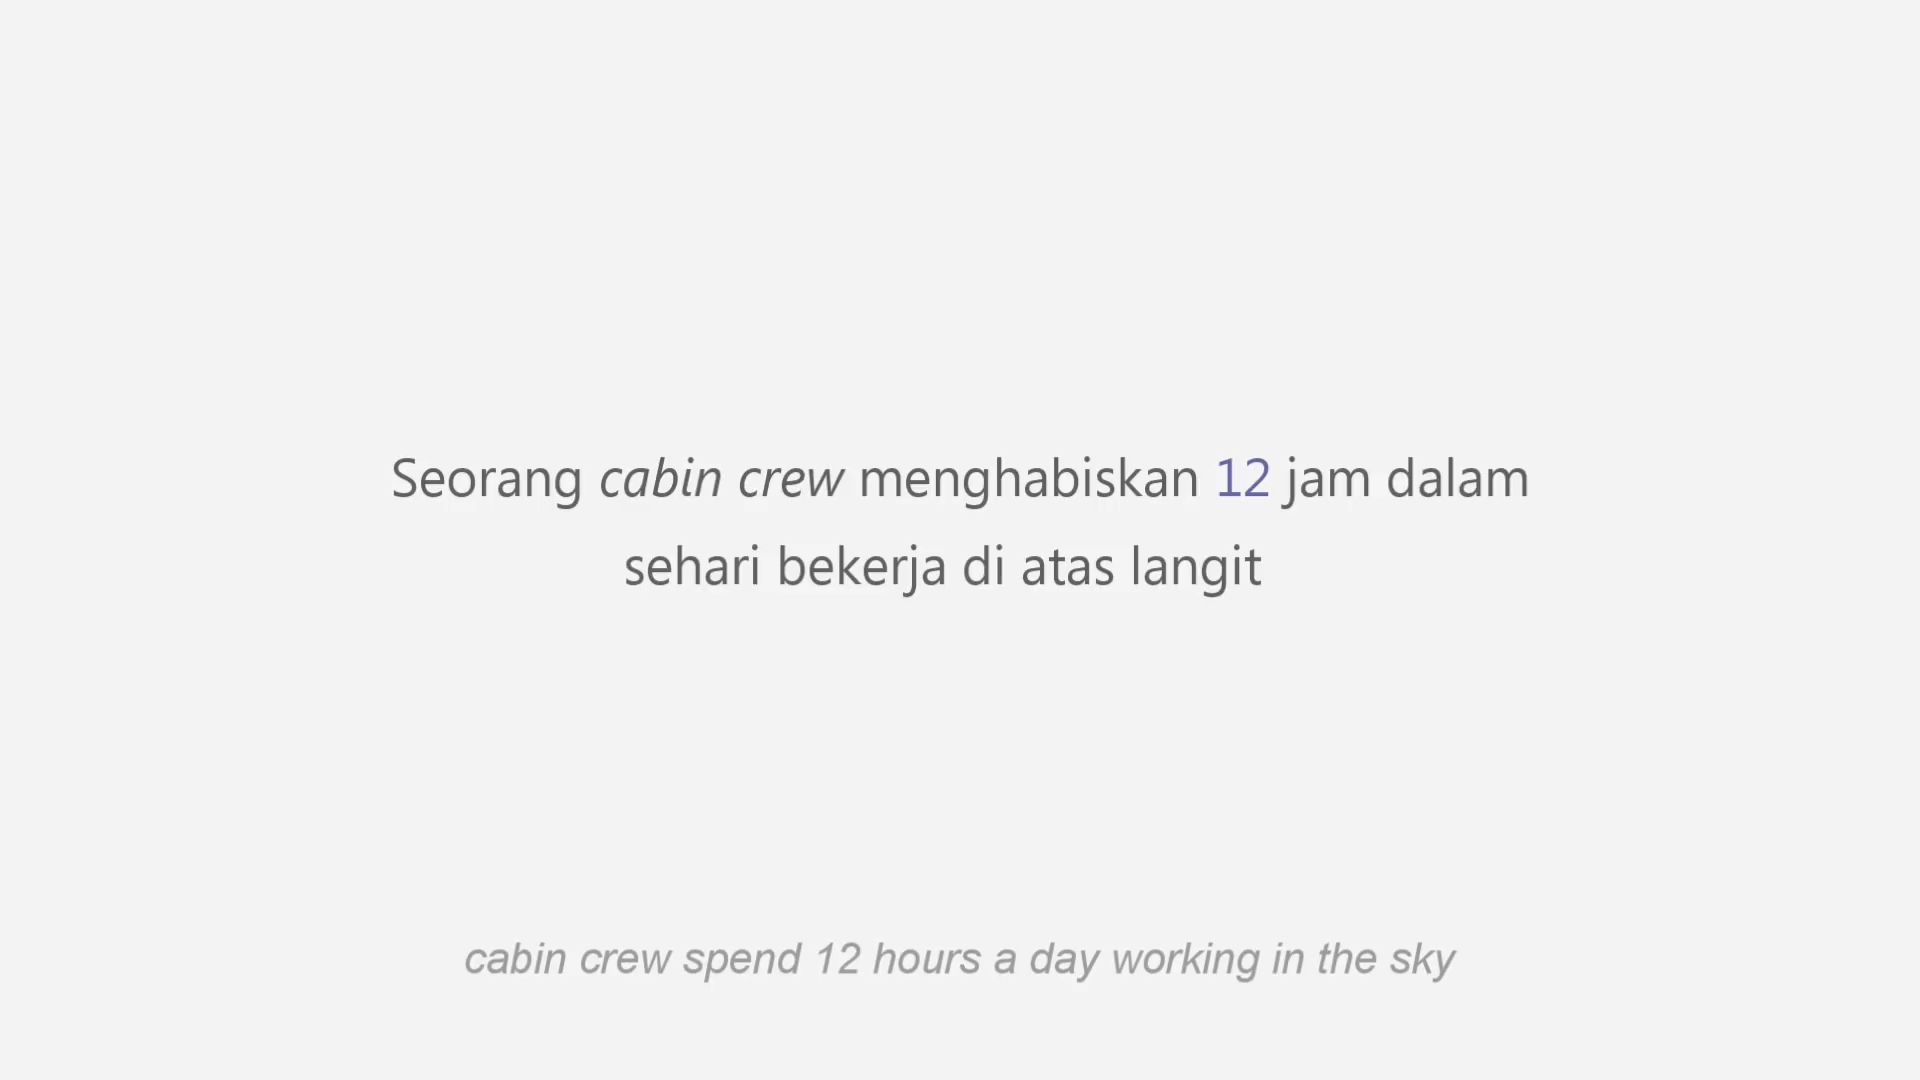 Seorang cabin crew menghabiskan 12 jam dalam
sehari bekerja di atas langit
cabin crew spend 12 hours a day working in the sky